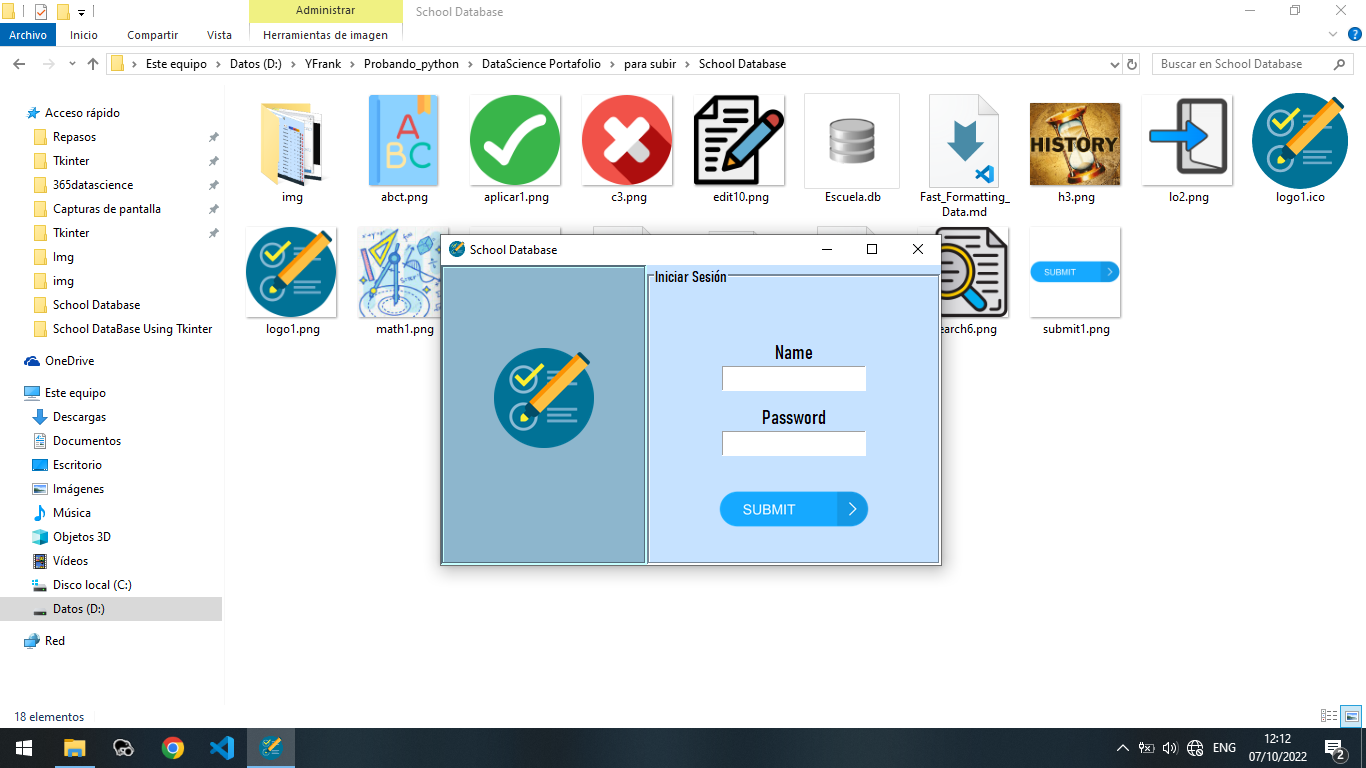 Administrar
School Database
Archivo
Inicio
Compartir
Vista
Herramientas de imagen
Este equipo > Datos (D:) > YFrank > Probando_python > DataScience Portafolio > para subir > School Database
Buscar en School Database
Acceso rápido
Repasos
Tkinter
365datascience
Capturas de pantalla
Tkinter
Img
img
School Database
School DataBase Using Tkinter
OneDrive
Este equipo
Descargas
Documentos
Escritorio
Imágenes
Música
Objetos 3D
Vídeos
Disco local (C:)
Datos (D:)
Red
A
BC
HISTORY
img
abct.png
aplicar1.png
c3.png
edit10.png
Escuela.db
Fast_Formatting_
Data.md
h3.png
lo2.png
logo1.ico
SUBMIT
logo1.png
math1.png
earch6.png
submit1.png
School Database
Iniciar Sesión
Name
Password
SUBMIT
18 elementos
ENG
12:12
07/10/2022
2